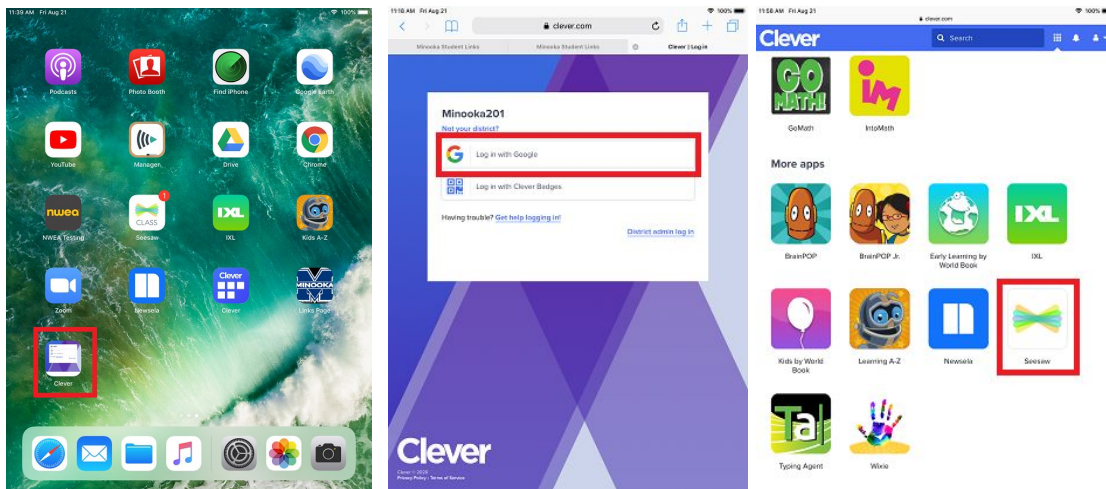 11:39 AM Fri Aug 21
100%
Podcasts
Photo Booth
Find iPhone
Google Earth
YouTube
Manager
Drive
Chrome
nwea
NWEA Testing
CLASS
1
Seesaw
IXL
IXL
Kids A-Z
Zoom
Newsela
Clever
Clever
MINOOKA
Links Page
Clever
11:18 AM Fri Aug 21
100%
clever.com
Minooka Student Links
Minooka Student Links
Clever | Log in
Minooka201
Not your district?
Log in with Google
Log in with Clever Badges
Having trouble? Get help logging in!
District admin log in
Clever
Clever © 2020
Privacy Policy | Terms of Service
11:58 AM Fri Aug 21
100%
clever.com
Clever
Search
GO
MATH!
GoMath
im
IntoMath
More apps
BrainPOP
BrainPOP Jr.
Early Learning by
World Book
IXL
IXL
Kids by World
Book
Learning A-Z
Newsela
Seesaw
Ta
Typing Agent
Wixie